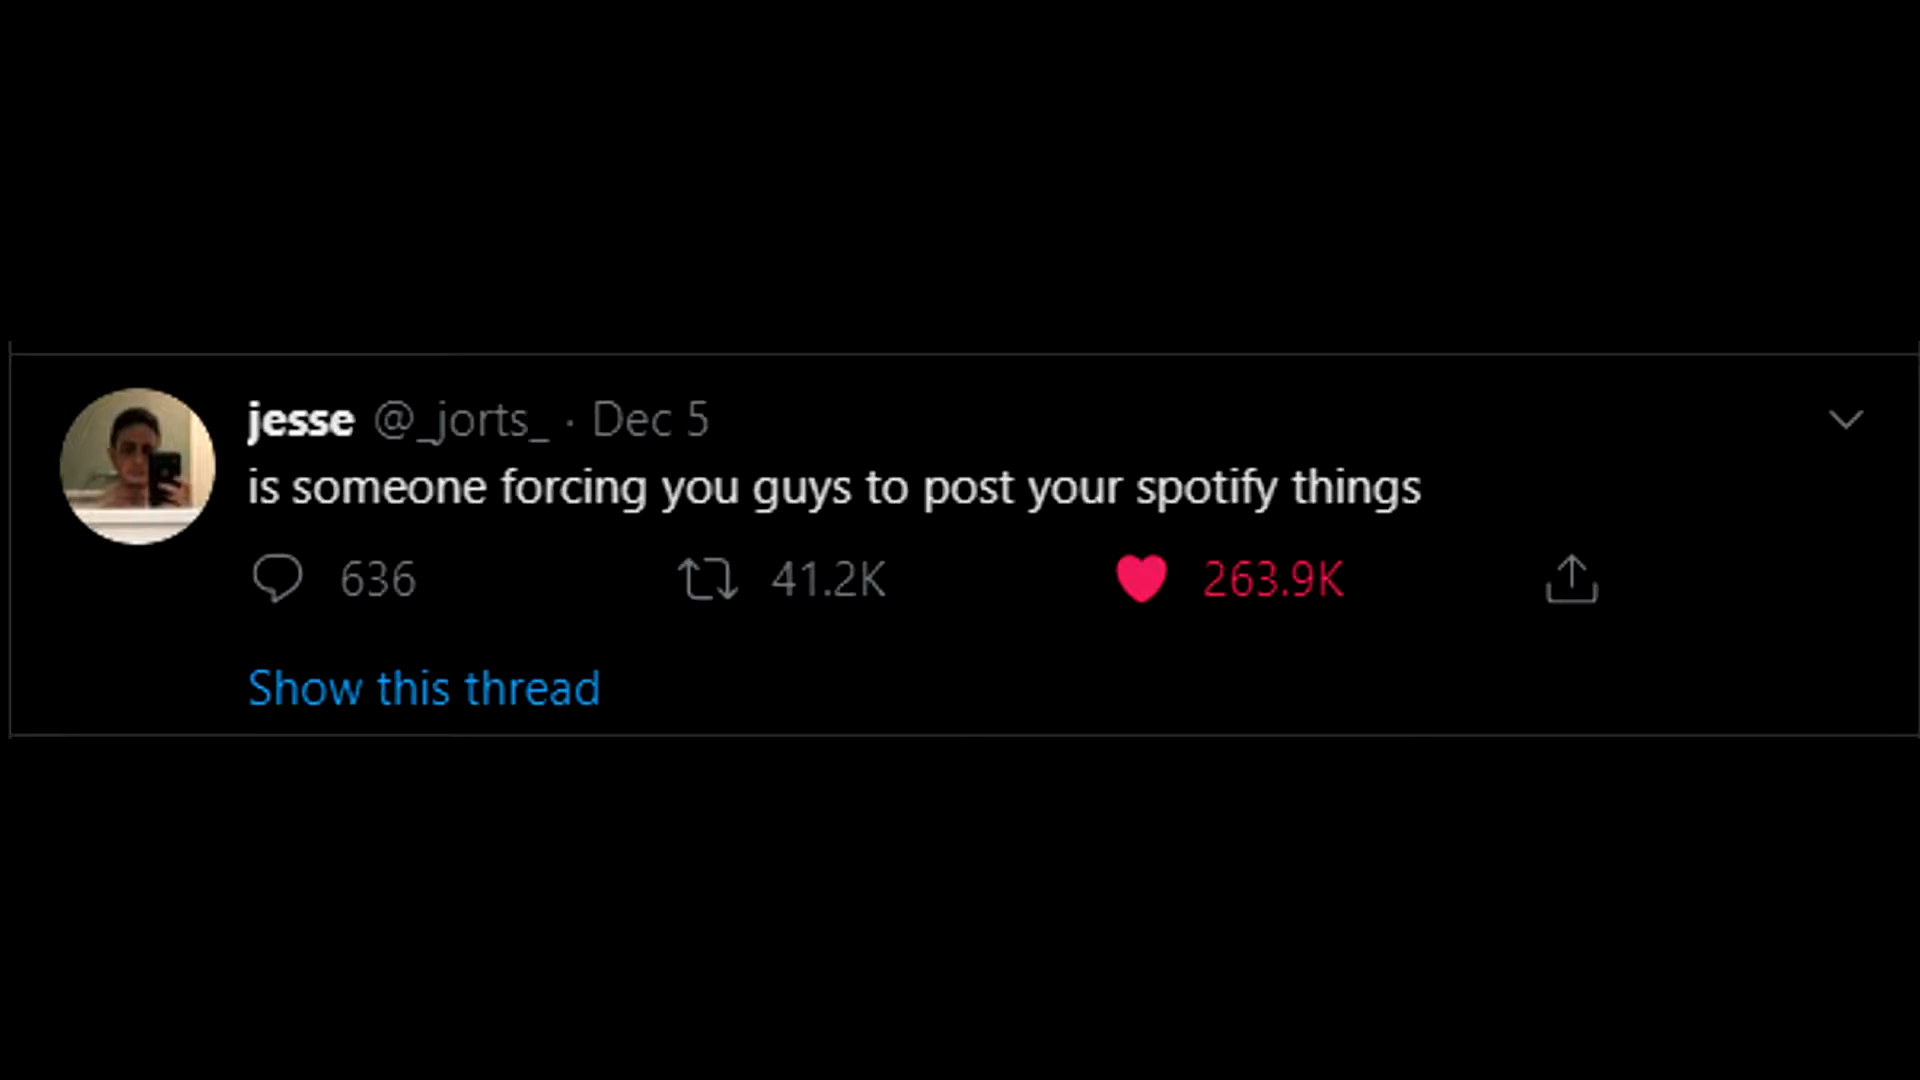 jesse @_jorts_ · Dec 5
is someone forcing you guys to post your spotify things
636 41.2K 263.9K
Show this thread